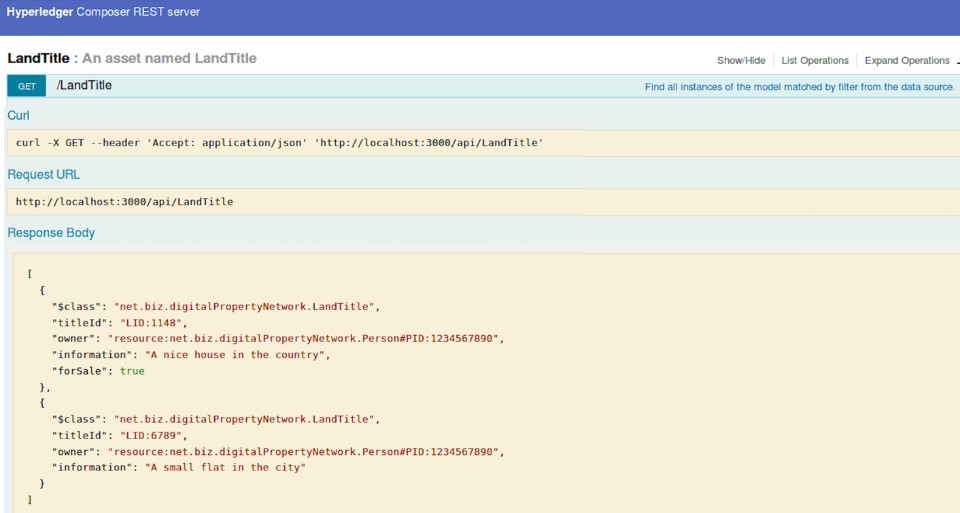 Hyperledger Composer REST server
LandTitle : An asset named LandTitle
Show/Hide List Operations Expand Operations
GET /LandTitle Find all instances of the model matched by filter from the data source.
Curl
curl -X GET --header 'Accept: application/json' 'http://localhost:3000/api/LandTitle'
Request URL
http://localhost:3000/api/LandTitle
Response Body
[
  {
    "$class": "net.biz.digitalPropertyNetwork.LandTitle",
    "titleId": "LID:1148",
    "owner": "resource:net.biz.digitalPropertyNetwork.Person#PID:1234567890",
    "information": "A nice house in the country",
    "forSale": true
  },
  {
    "$class": "net.biz.digitalPropertyNetwork.LandTitle",
    "titleId": "LID:6789",
    "owner": "resource:net.biz.digitalPropertyNetwork.Person#PID:1234567890",
    "information": "A small flat in the city"
  }
]